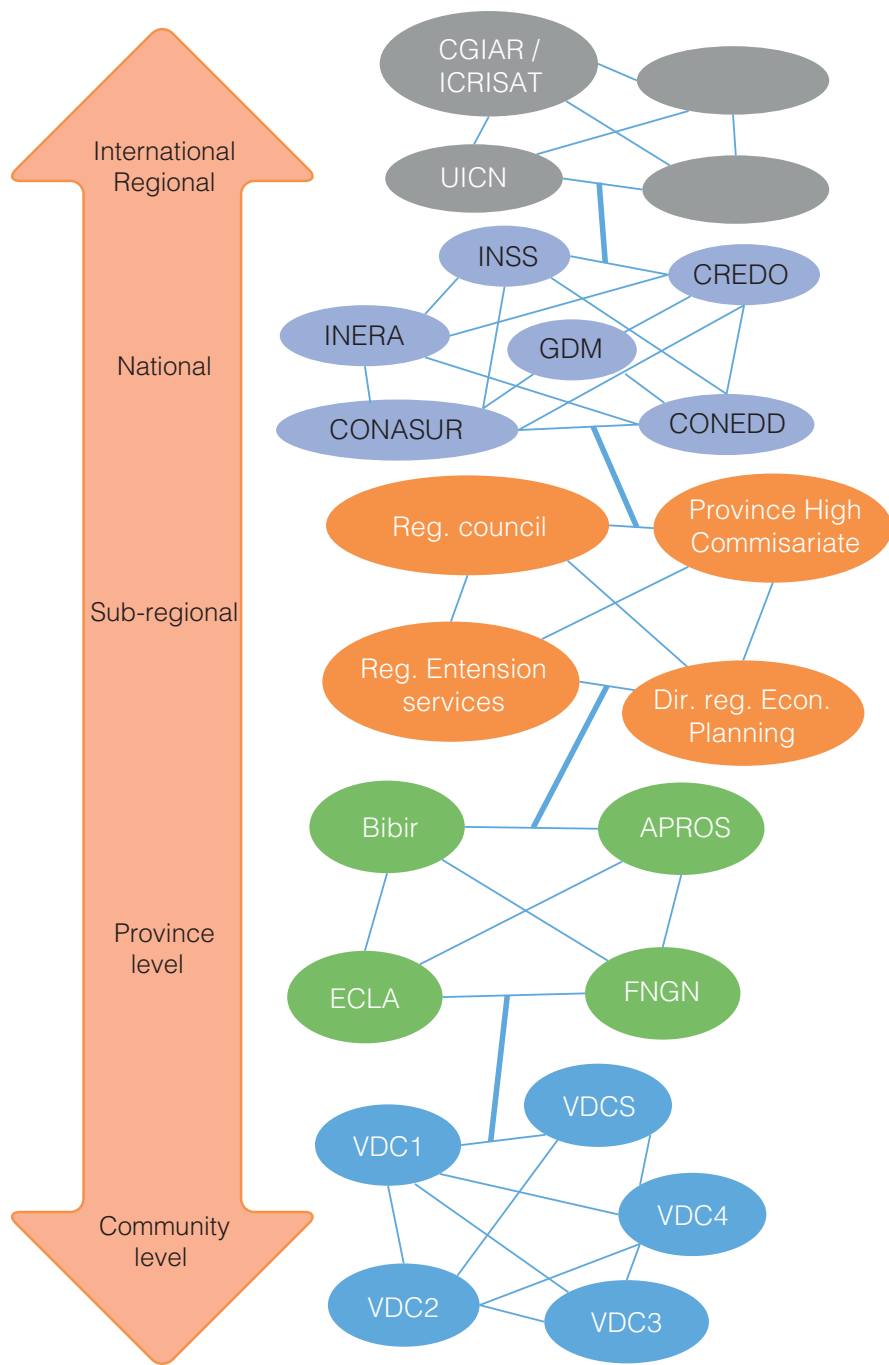 CGIAR /
ICRISAT
International
Regional
UICN
INSS
CREDO
INERA
GDM
National
CONASUR
CONEDD
Reg. council
Province High
Commisariate
Sub-regional
Reg. Entension
services
Dir. reg. Econ.
Planning
Bibir
APROS
Province
level
ECLA
FNGN
VDCS
VDC1
VDC4
Community
level
VDC2
VDC3